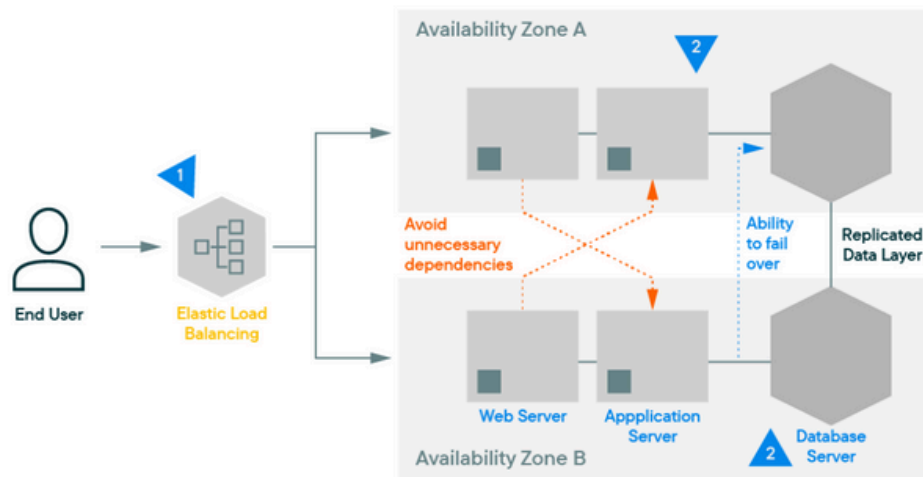 Availability Zone A
2
1
Avoid
unnecessary
dependencies
Ability
to fail
over
Replicated
Data Layer
End User
Elastic Load
Balancing
Web Server
Appplication
Server
2
Database
Server
Availability Zone B